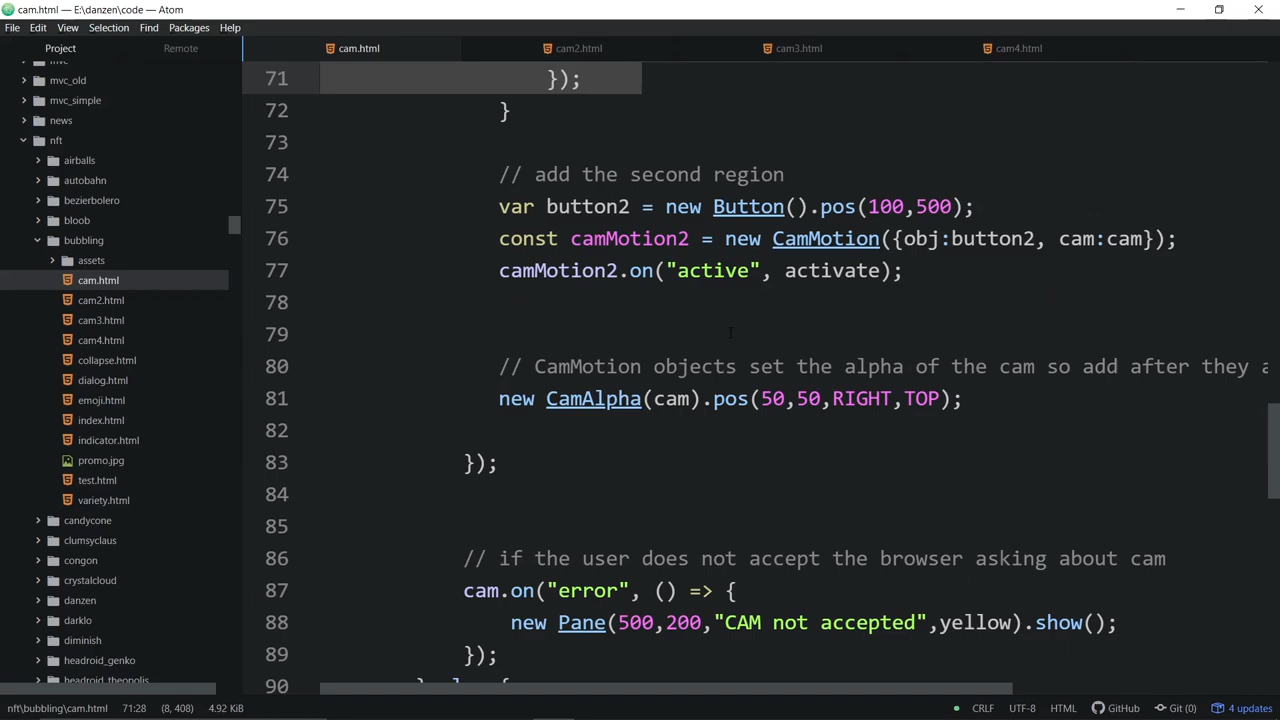 cam.html — E:\danzen\code — Atom
File Edit View Selection Find Packages Help
Project Remote
cam.html cam2.html cam3.html cam4.html
mvc
mvc_old
mvc_simple
news
nft
airballs
autobahn
bezierbolero
bloob
bubbling
assets
cam.html
cam2.html
cam3.html
cam4.html
collapse.html
dialog.html
emoji.html
index.html
indicator.html
promo.jpg
test.html
variety.html
candycone
clumsyclaus
congon
crystalcloud
danzen
darklo
diminish
headroid_genko
headroid_theopolis
71 });
72 }
73
74 // add the second region
75 var button2 = new Button().pos(100,500);
76 const camMotion2 = new CamMotion({obj:button2, cam:cam});
77 camMotion2.on("active", activate);
78
79
80 // CamMotion objects set the alpha of the cam so add after they a
81 new CamAlpha(cam).pos(50,50,RIGHT,TOP);
82
83 });
84
85
86 // if the user does not accept the browser asking about cam
87 cam.on("error", () => {
88 new Pane(500,200,"CAM not accepted",yellow).show();
89 });
90
nft\bubbling\cam.html 71:28 (8, 408) 4.92 KiB CRLF UTF-8 HTML GitHub Git (0) 4 updates